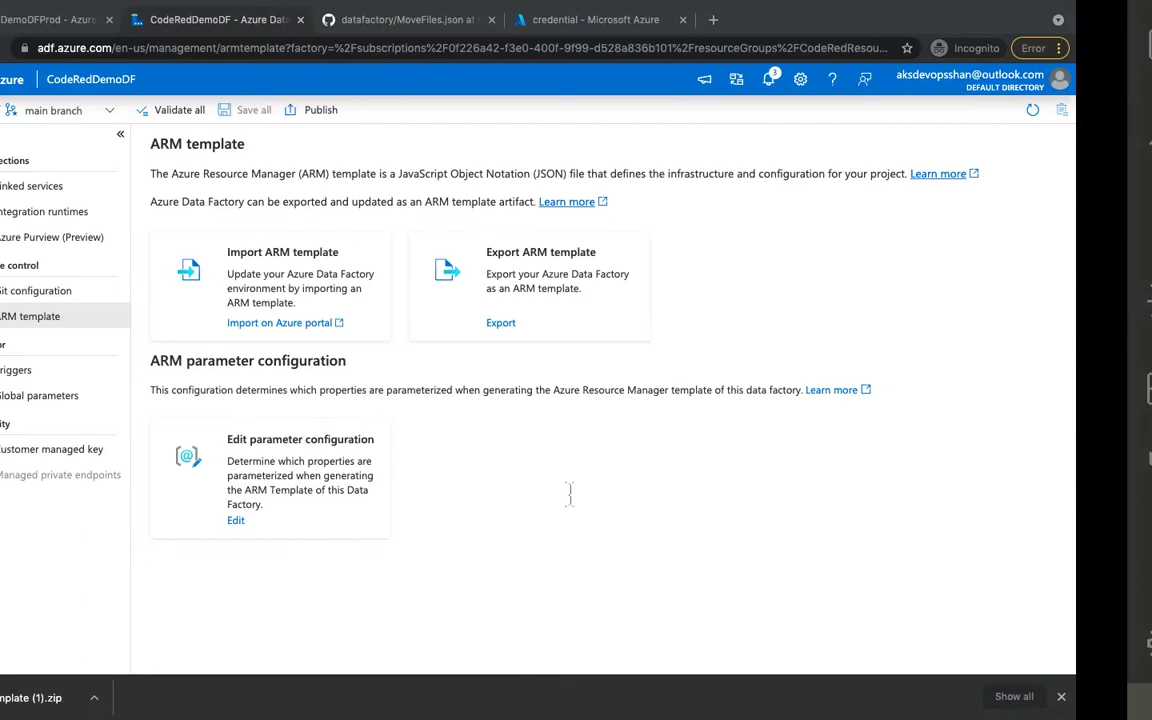 DemoDFProd - Azure
CodeRedDemoDF - Azure Data
datafactory/MoveFiles.json at
credential - Microsoft Azure
adf.azure.com/en-us/management/armtemplate?factory=%2Fsubscriptions%2F0f226a42-f3e0-400f-9f99-d528a836b101%2FresourceGroups%2FCodeRedResou...
Incognito
Error
zure
CodeRedDemoDF
3
aksdevopsshan@outlook.com
DEFAULT DIRECTORY
main branch
Validate all
Save all
Publish
«
ections
inked services
ntegration runtimes
Azure Purview (Preview)
e control
it configuration
RM template
or
riggers
lobal parameters
ity
ustomer managed key
Managed private endpoints
ARM template
The Azure Resource Manager (ARM) template is a JavaScript Object Notation (JSON) file that defines the infrastructure and configuration for your project. Learn more
Azure Data Factory can be exported and updated as an ARM template artifact. Learn more
Import ARM template
Update your Azure Data Factory
environment by importing an
ARM template.
Import on Azure portal
Export ARM template
Export your Azure Data Factory
as an ARM template.
Export
ARM parameter configuration
This configuration determines which properties are parameterized when generating the Azure Resource Manager template of this data factory. Learn more
Edit parameter configuration
Determine which properties are
parameterized when generating
the ARM Template of this Data
Factory.
Edit
mplate (1).zip
Show all